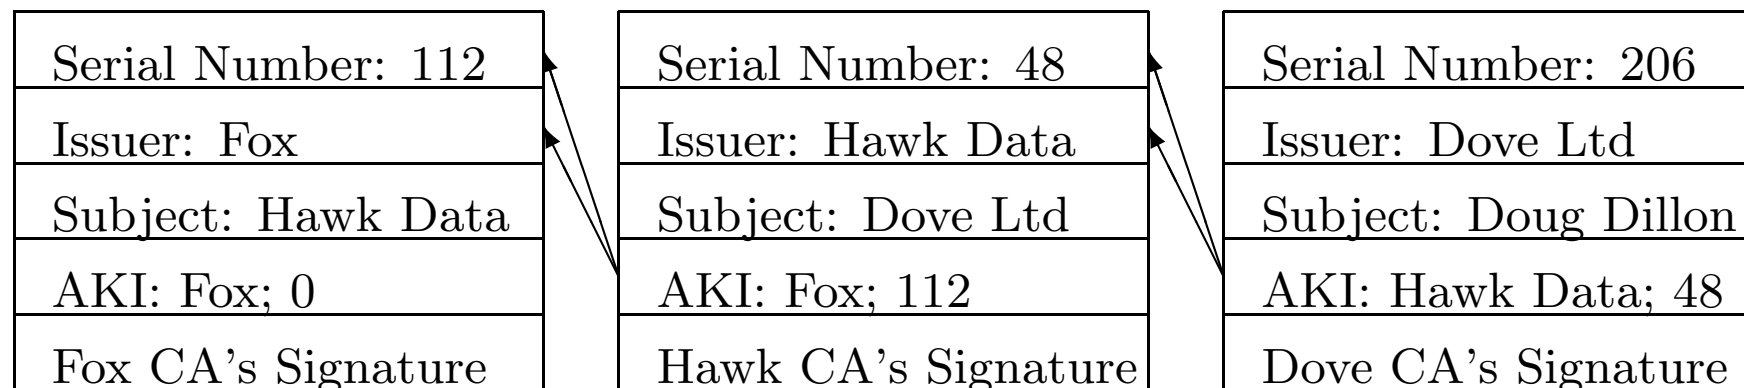 Serial Number: 112
Issuer: Fox
Subject: Hawk Data
AKI: Fox; 0
Fox CA's Signature
Serial Number: 48
Issuer: Hawk Data
Subject: Dove Ltd
AKI: Fox; 112
Hawk CA's Signature
Serial Number: 206
Issuer: Dove Ltd
Subject: Doug Dillon
AKI: Hawk Data; 48
Dove CA's Signature